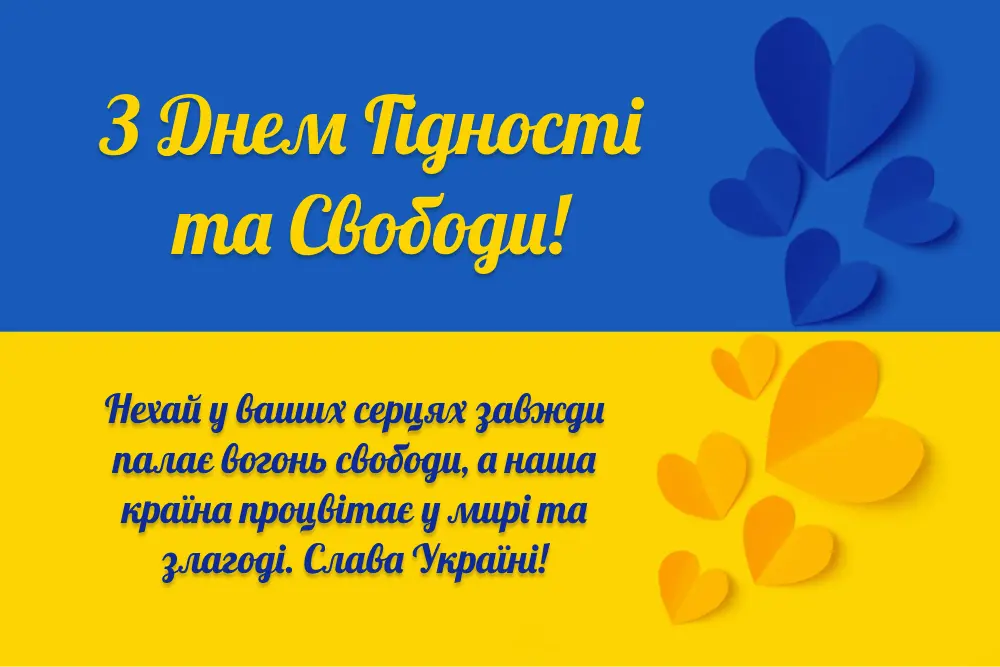 З Днем Гідності
та Свободи!
Нехай у ваших серцях завжди
палає вогонь свободи, а наша
країна процвітає у мирі та
злагоді. Слава Україні!